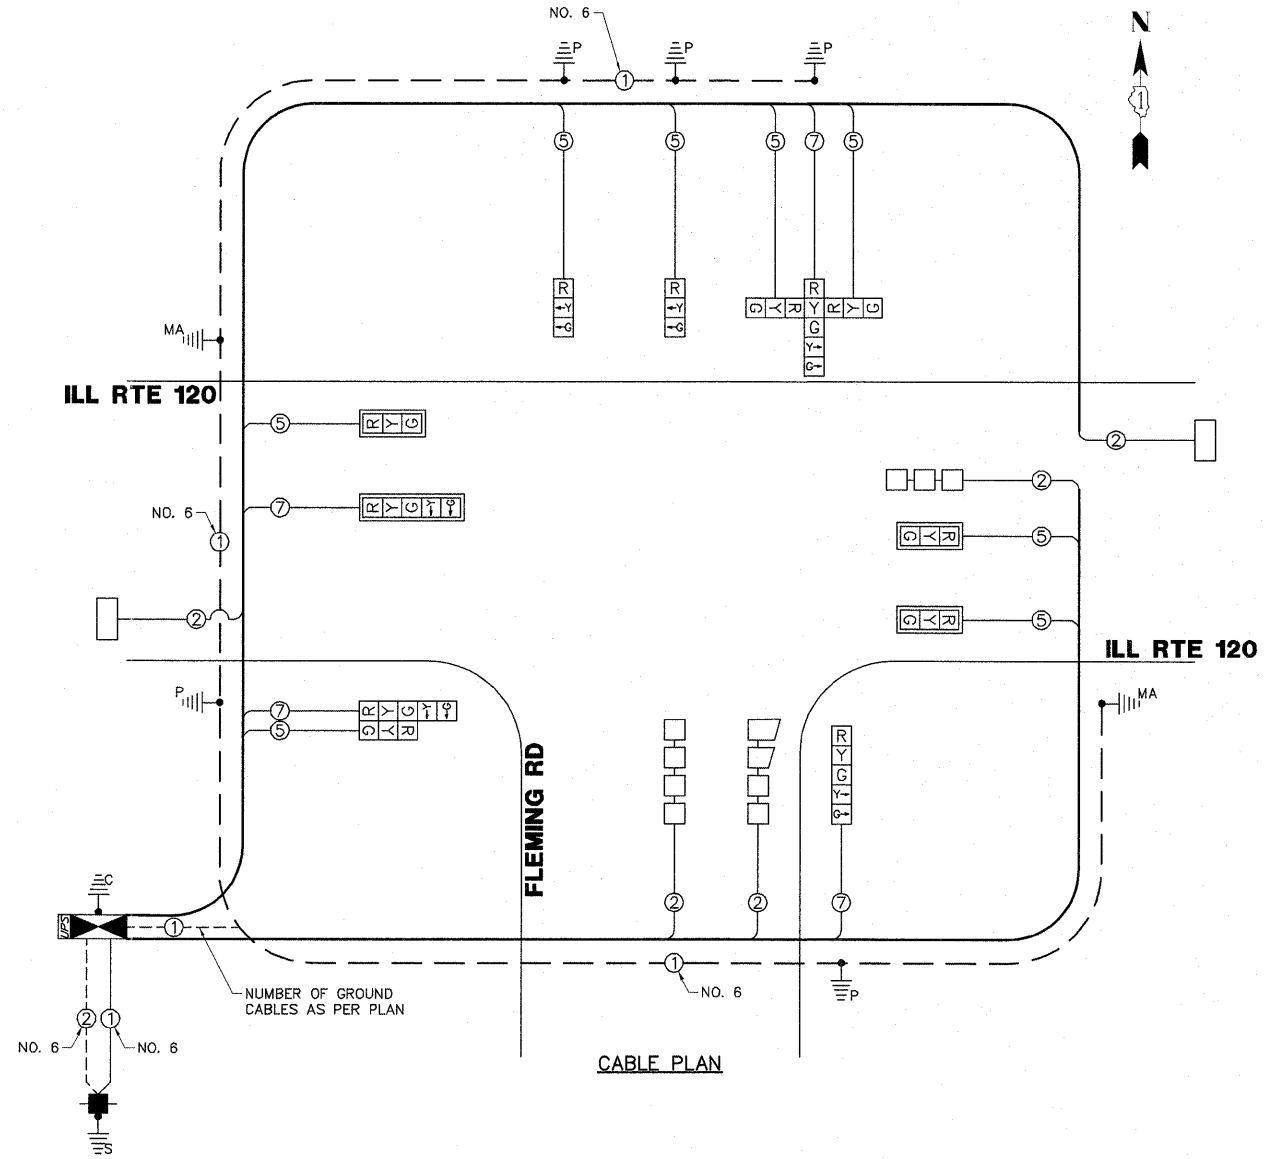 NO. 6
N
P
P
P
1
1
5
5
5
7
5
R
←Y
←G
R
←Y
←G
R
G Y R Y R Y G
G
Y→
G→
MA
ILL RTE 120
5
R Y G
2
2
7
R Y G ←Y ←G
NO. 6
1
5
G Y R
2
5
G Y R
ILL RTE 120
P
MA
7
R Y G ←Y ←G
5
G Y R
R
Y
G
Y→
G→
FLEMING RD
C
2
2
7
UPS
1
1
NO. 6
P
NUMBER OF GROUND
CABLES AS PER PLAN
2
1
NO. 6
NO. 6
CABLE PLAN
S